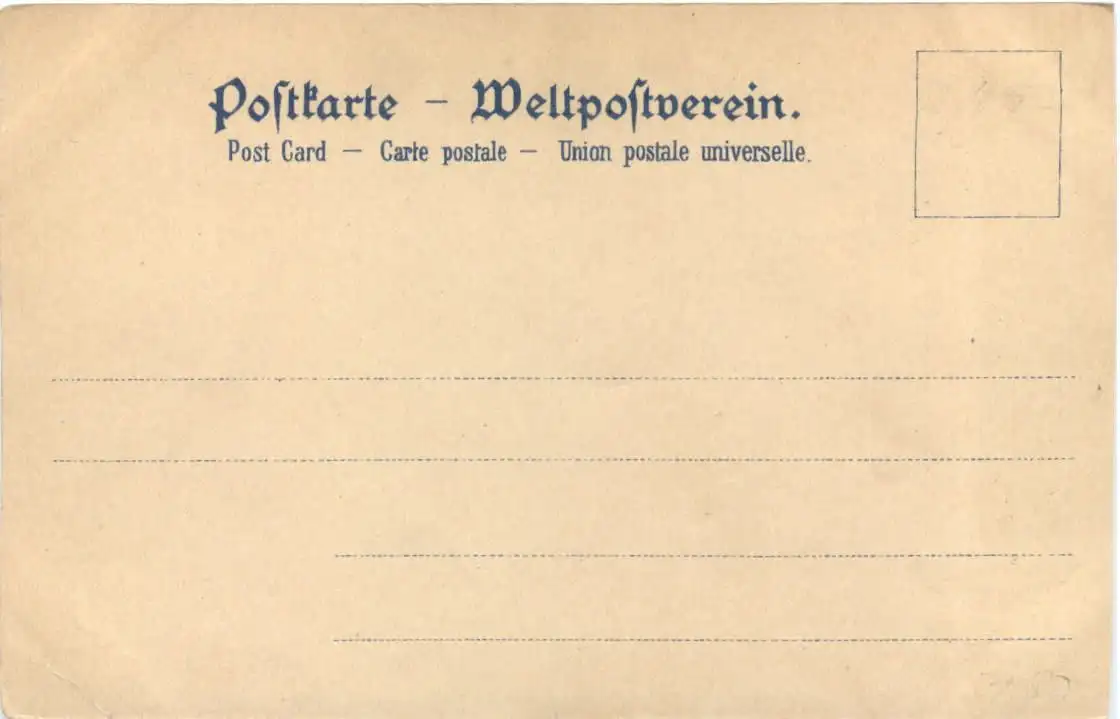 Poſtkarte – Weltpoſtverein.
Post Card – Carte postale – Union postale universelle.